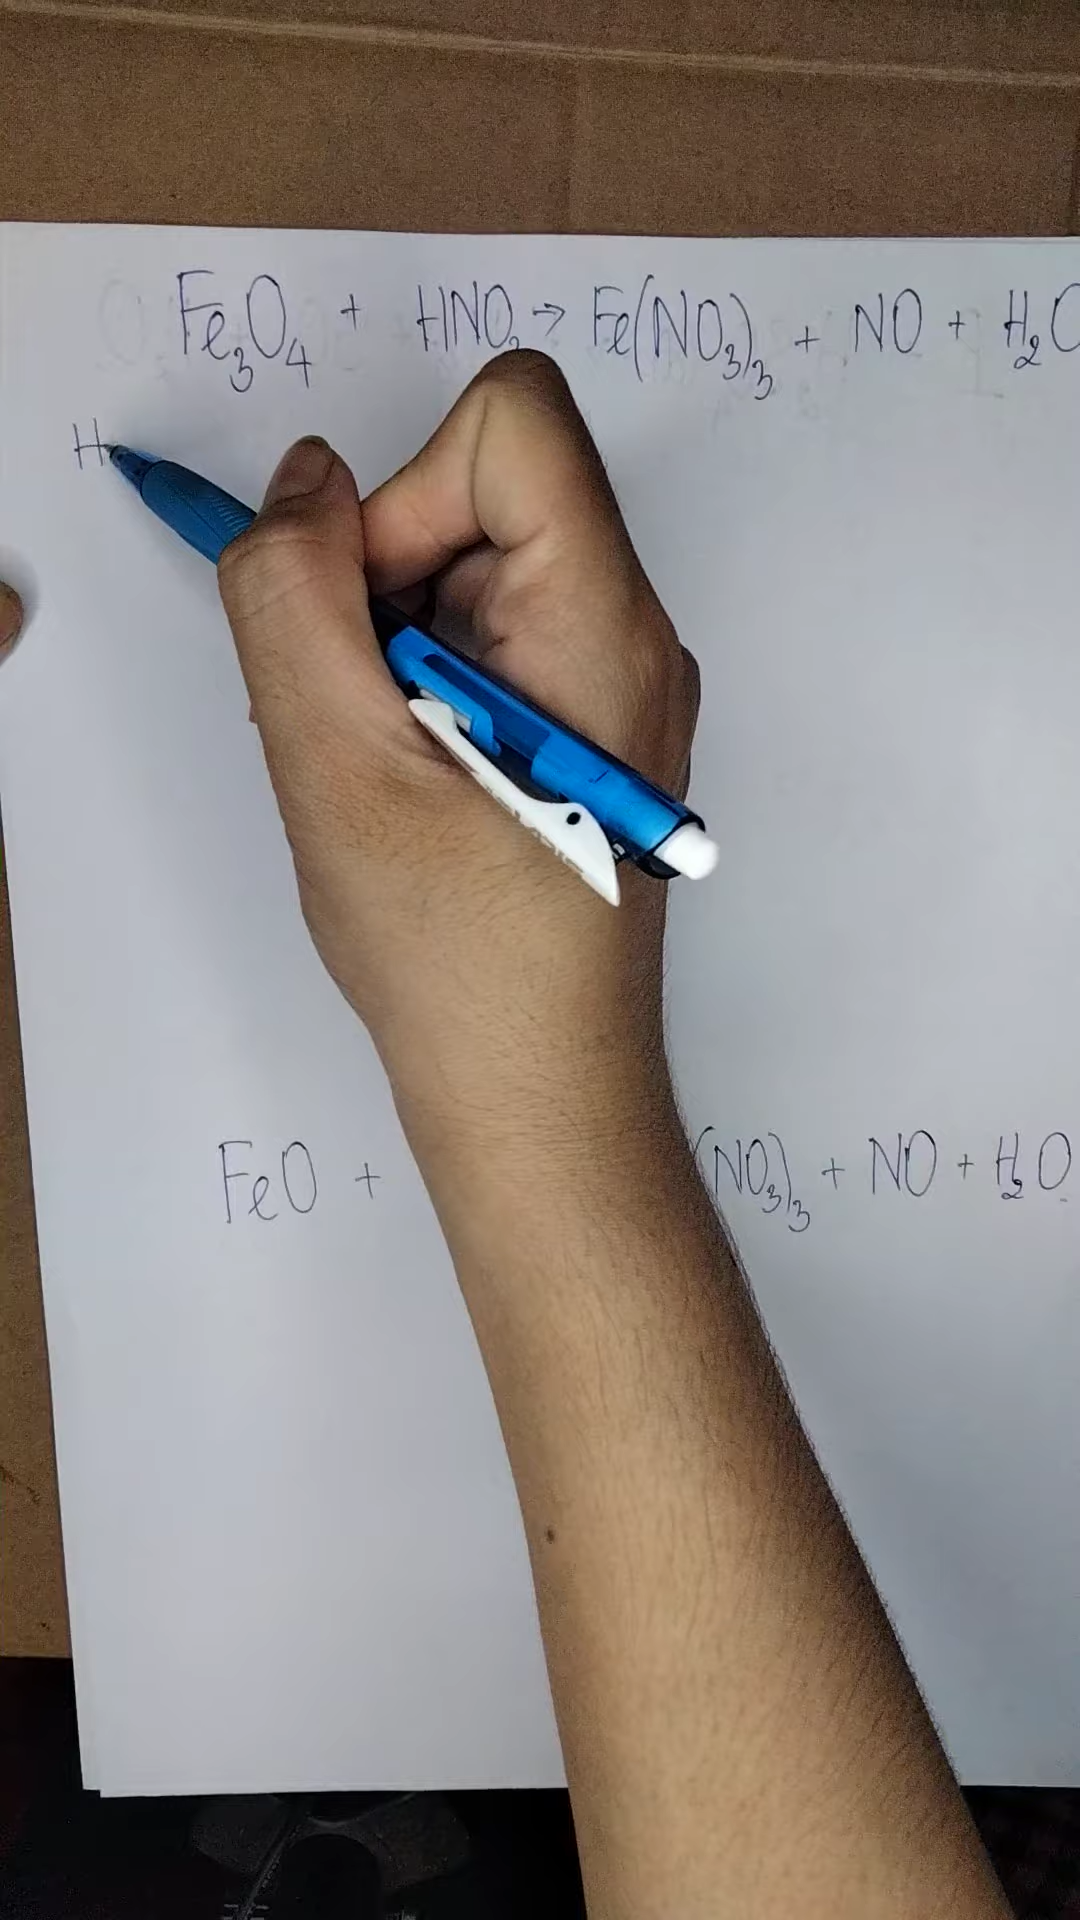 Fe₃O₄ + HNO₃ → Fe(NO₃)₃ + NO + H₂O
H
FeO + (NO₃)₃ + NO + H₂O